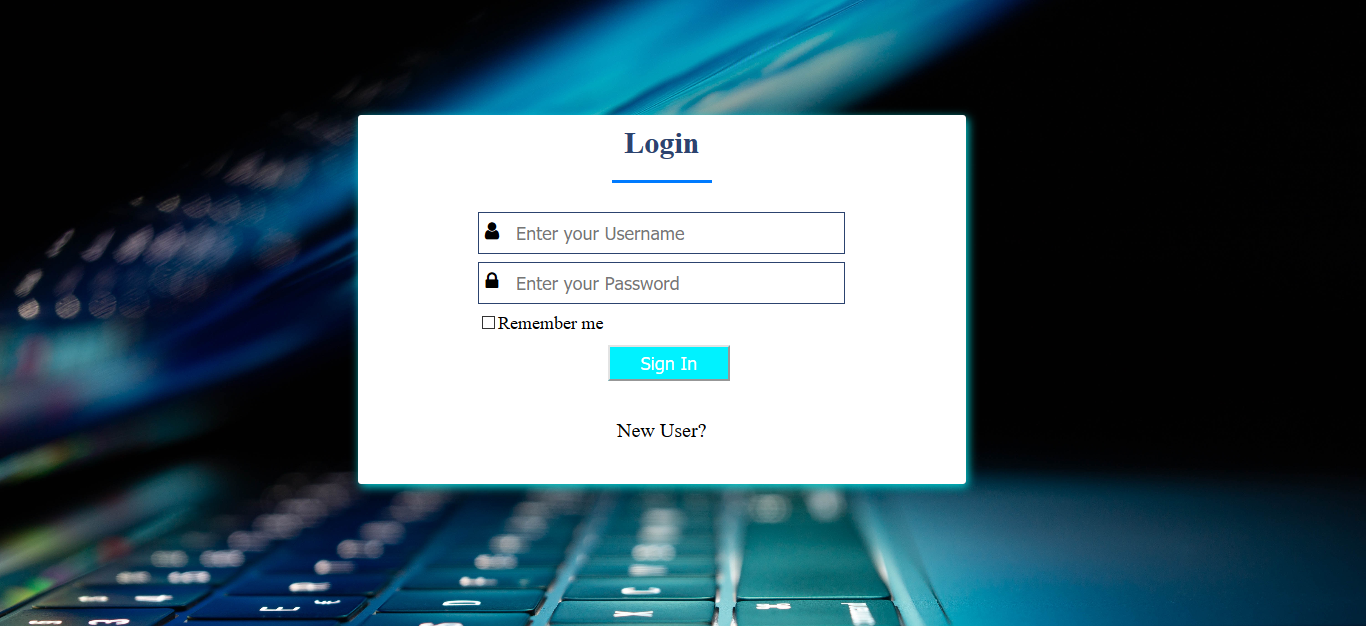 Login
Enter your Username
Enter your Password
Remember me
Sign In
New User?